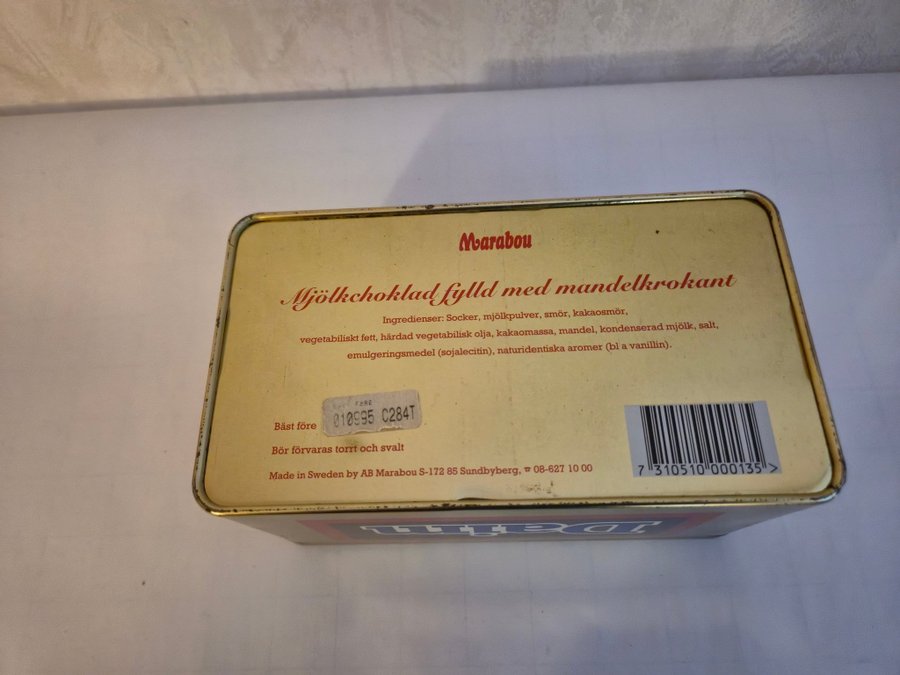 Marabou
Mjölkchoklad fylld med mandelkrokant
Ingredienser: Socker, mjölkpulver, smör, kakaosmör,
vegetabiliskt fett, härdad vegetabilisk olja, kakaomassa, mandel, kondenserad mjölk, salt,
emulgeringsmedel (sojalecitin), naturidentiska aromer (bl a vanillin).
FÖRE
Bäst före 010995 C284T
Bör förvaras torrt och svalt
Made in Sweden by AB Marabou S-172 85 Sundbyberg, ☎ 08-627 10 00
7 310510 000135 >
Daim